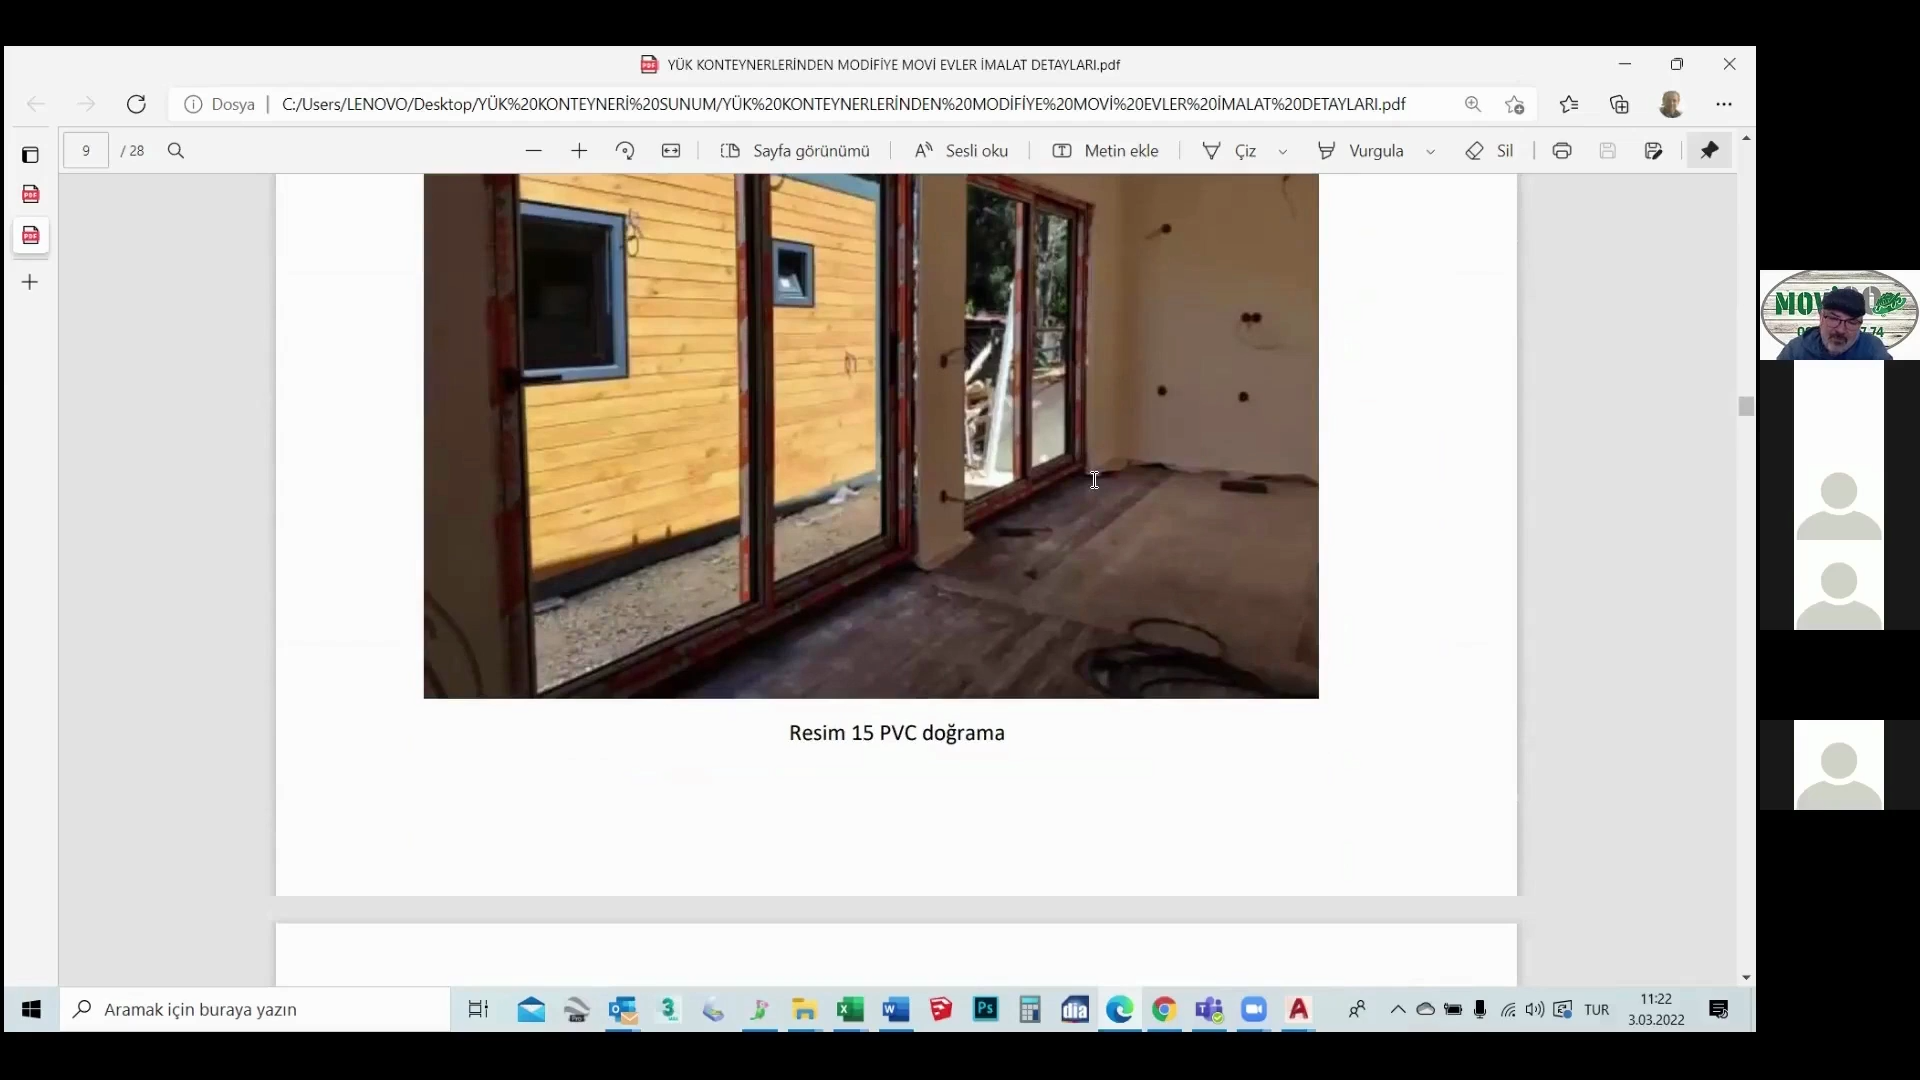 YÜK KONTEYNERLERİNDEN MODİFİYE MOVİ EVLER İMALAT DETAYLARI.pdf
Dosya
C:/Users/LENOVO/Desktop/YÜK%20KONTEYNERİ%20SUNUM/YÜK%20KONTEYNERLERİNDEN%20MODİFİYE%20MOVİ%20EVLER%20İMALAT%20DETAYLARI.pdf
9 / 28
Sayfa görünümü
Sesli oku
Metin ekle
Çiz
Vurgula
Sil
Resim 15 PVC doğrama
Aramak için buraya yazın
Ps
dia
TUR
11:22
3.03.2022